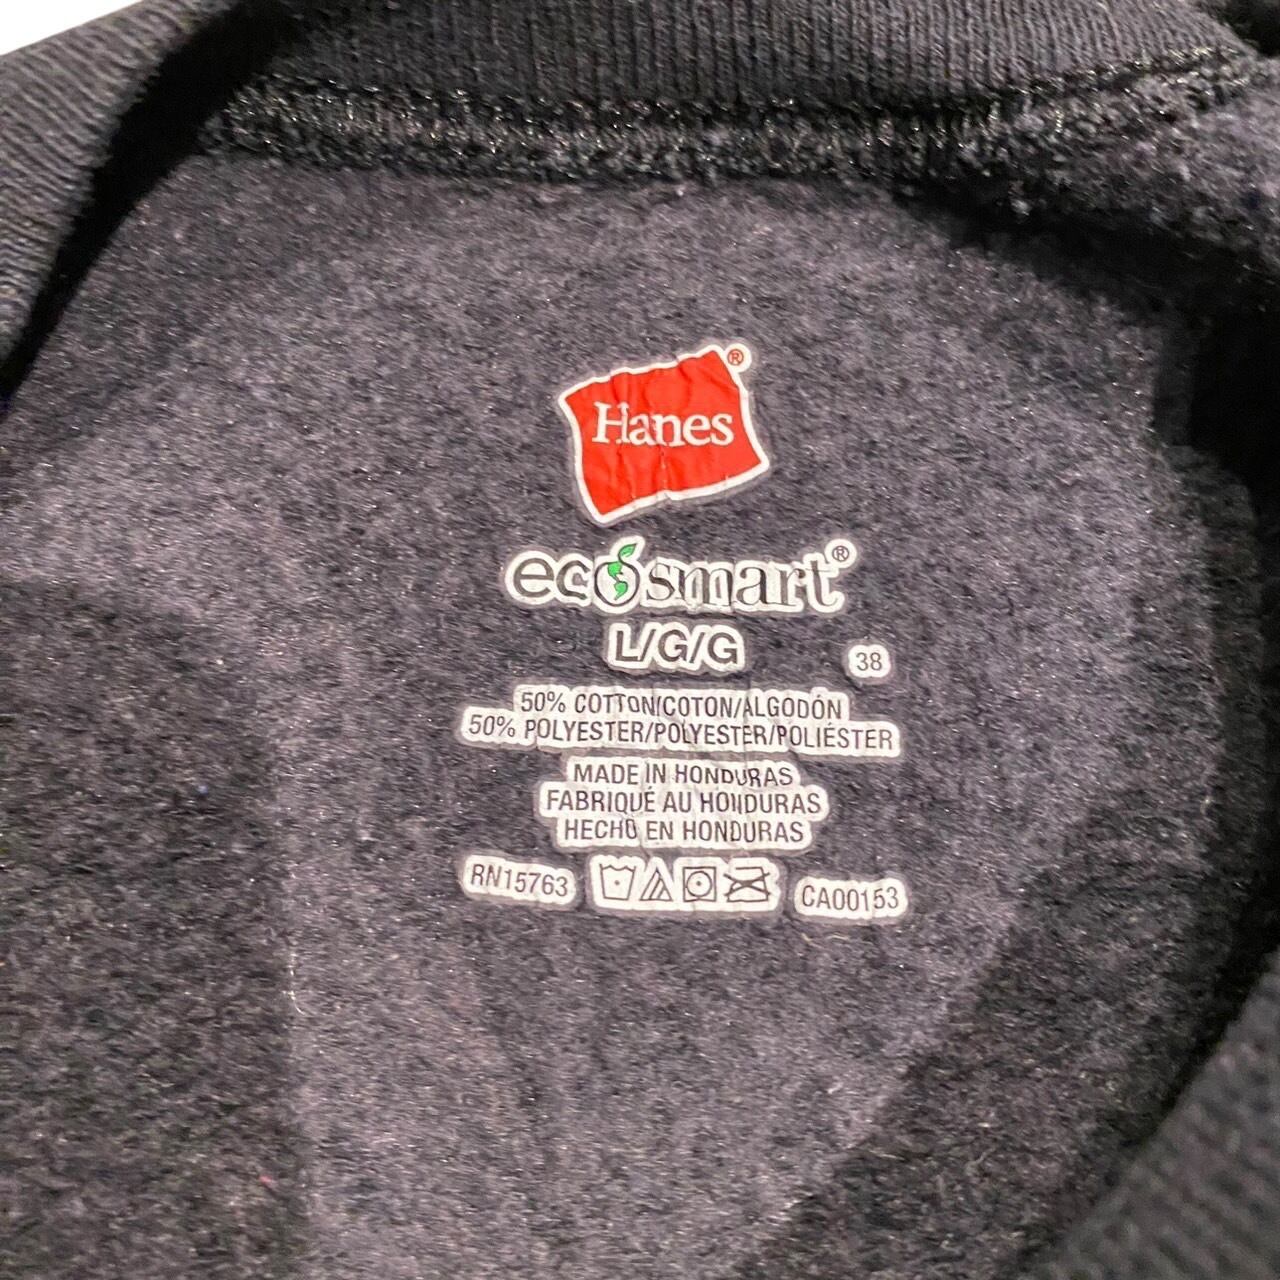 Hanes®
ecosmart®
L/G/G
38
50% COTTON/COTON/ALGODÓN
50% POLYESTER/POLYESTER/POLIÉSTER
MADE IN HONDURAS
FABRIQUÉ AU HONDURAS
HECHO EN HONDURAS
RN15763 CA00153